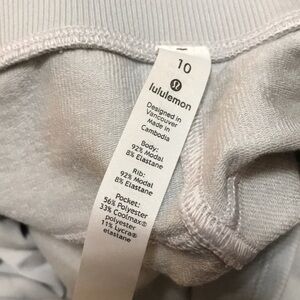 10
lululemon
Designed in
Vancouver
Made in
Cambodia
Body:
92% Modal
8% Elastane
Rib:
92% Modal
8% Elastane
Pocket:
56% Polyester
33% Coolmax®
polyester
11% Lycra®
elastane